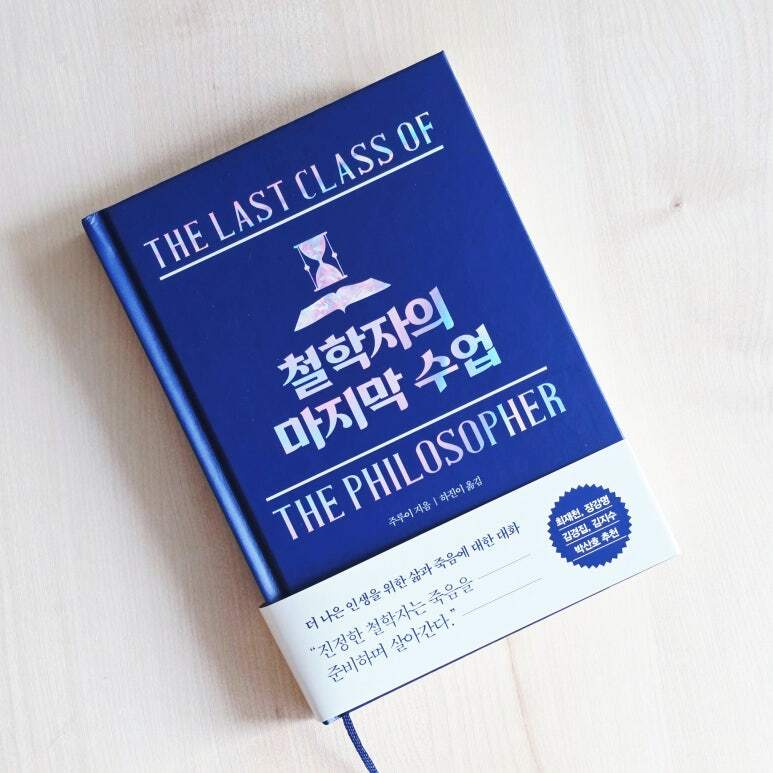 THE LAST CLASS OF
철학자의
마지막 수업
THE PHILOSOPHER
주루이 지음 | 하진이 옮김
최재천, 장강명
김경집, 김지수
박산호 추천
더 나은 인생을 위한 삶과 죽음에 대한 대화
“진정한 철학자는 죽음을
준비하며 살아간다.”